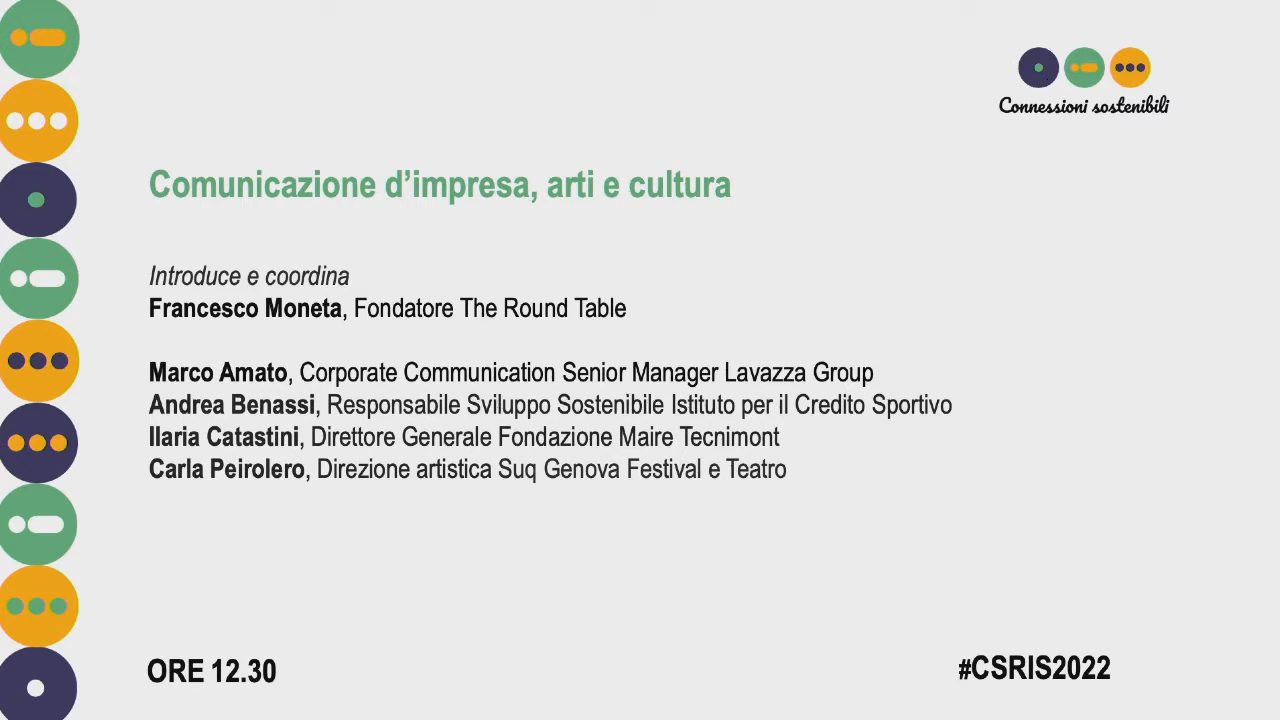 Connessioni sostenibili
Comunicazione d’impresa, arti e cultura
Introduce e coordina
Francesco Moneta, Fondatore The Round Table
Marco Amato, Corporate Communication Senior Manager Lavazza Group
Andrea Benassi, Responsabile Sviluppo Sostenibile Istituto per il Credito Sportivo
Ilaria Catastini, Direttore Generale Fondazione Maire Tecnimont
Carla Peirolero, Direzione artistica Suq Genova Festival e Teatro
ORE 12.30
#CSRIS2022